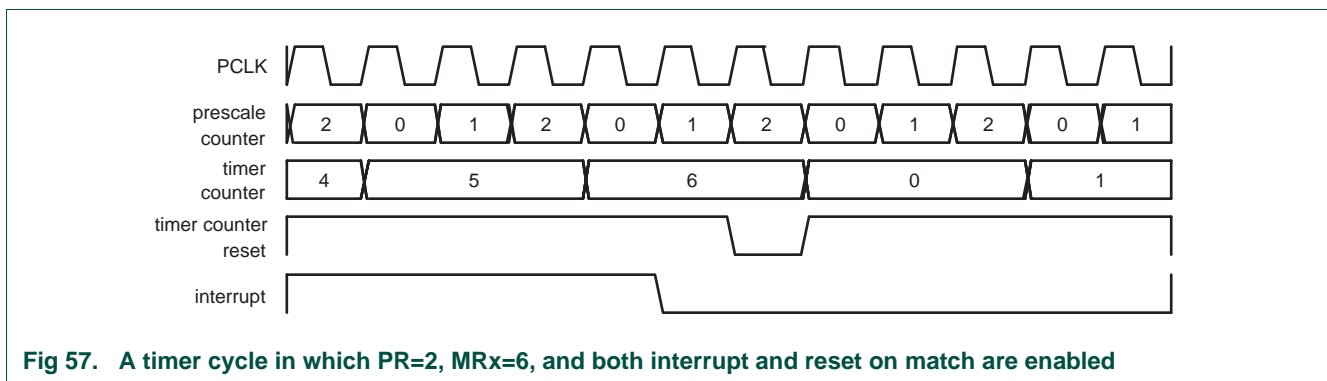 PCLK
prescale
counter
2 0 1 2 0 1 2 0 1 2 0 1
timer
counter
4 5 6 0 1
timer counter
reset
interrupt
Fig 57. A timer cycle in which PR=2, MRx=6, and both interrupt and reset on match are enabled